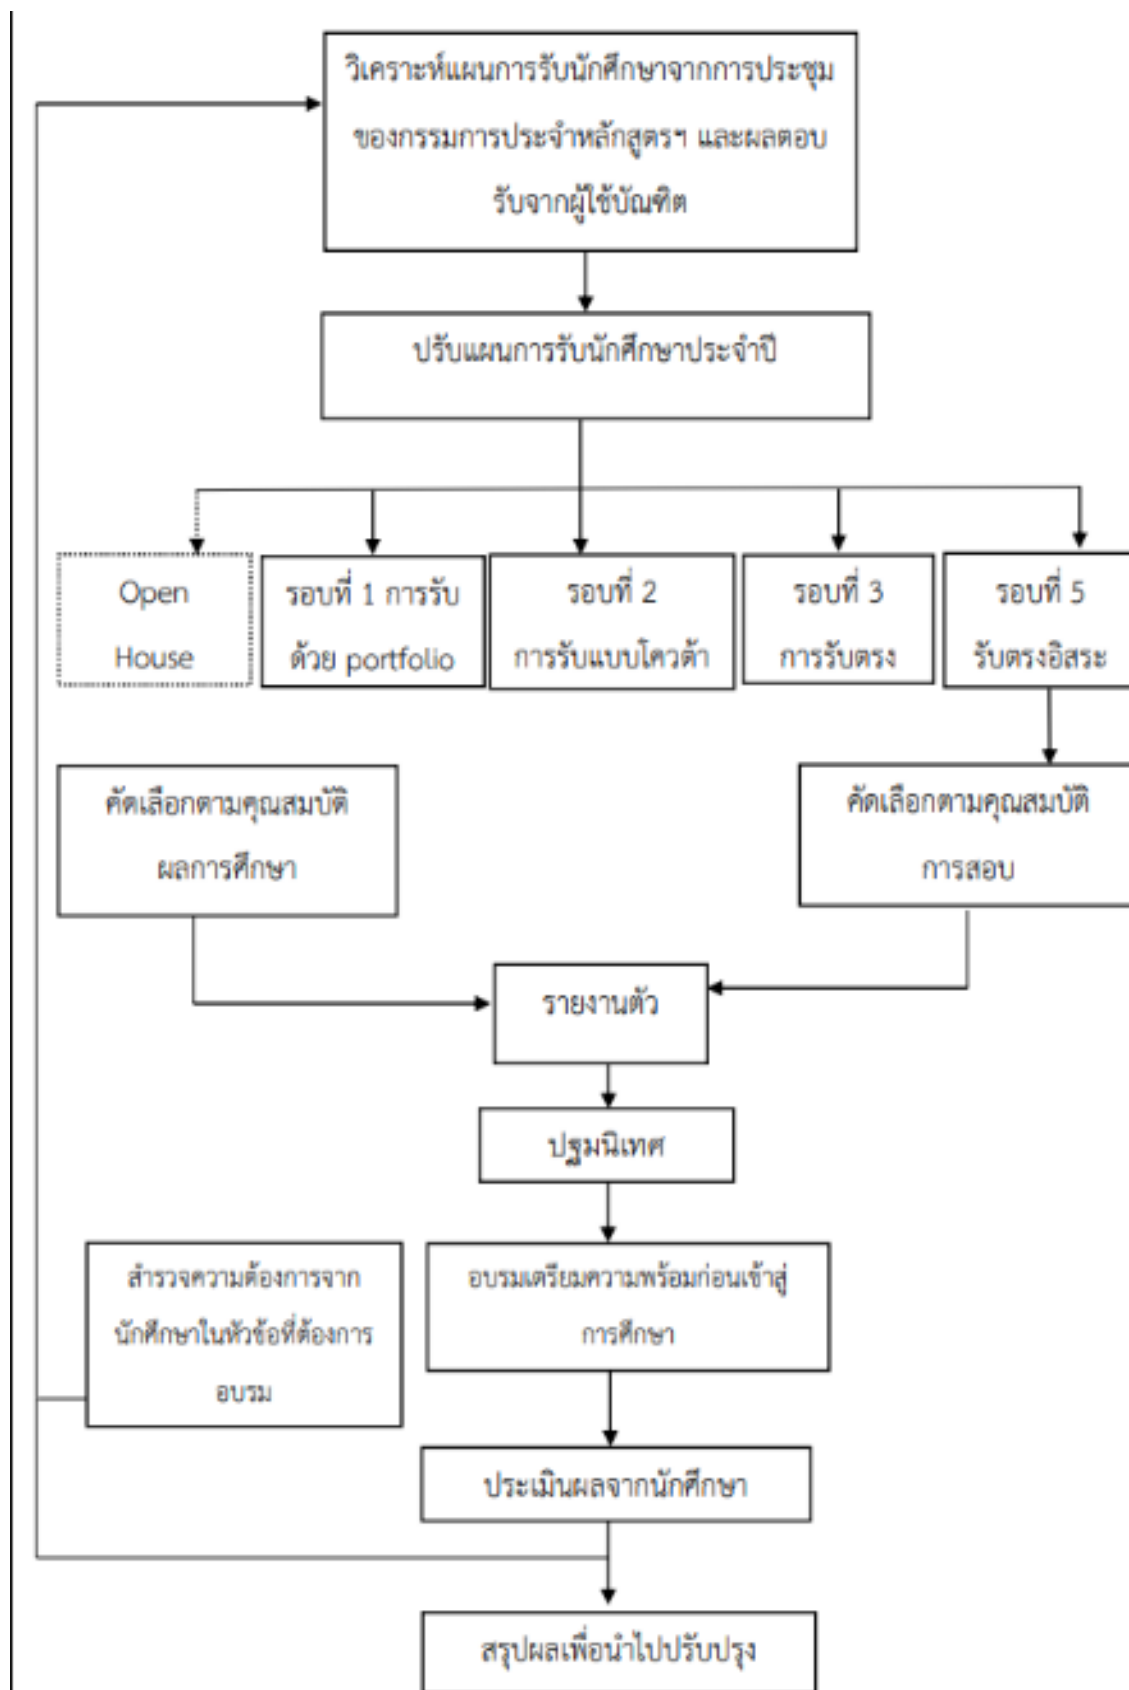 วิเคราะห์แผนการรับนักศึกษาจากการประชุม
ของกรรมการประจำหลักสูตรฯ และผลตอบ
รับจากผู้ใช้บัณฑิต
ปรับแผนการรับนักศึกษาประจำปี
Open
House
รอบที่ 1 การรับ
ด้วย portfolio
รอบที่ 2
การรับแบบโควต้า
รอบที่ 3
การรับตรง
รอบที่ 5
รับตรงอิสระ
คัดเลือกตามคุณสมบัติ
ผลการศึกษา
คัดเลือกตามคุณสมบัติ
การสอบ
รายงานตัว
ปฐมนิเทศ
สำรวจความต้องการจาก
นักศึกษาในหัวข้อที่ต้องการ
อบรม
อบรมเตรียมความพร้อมก่อนเข้าสู่
การศึกษา
ประเมินผลจากนักศึกษา
สรุปผลเพื่อนำไปปรับปรุง